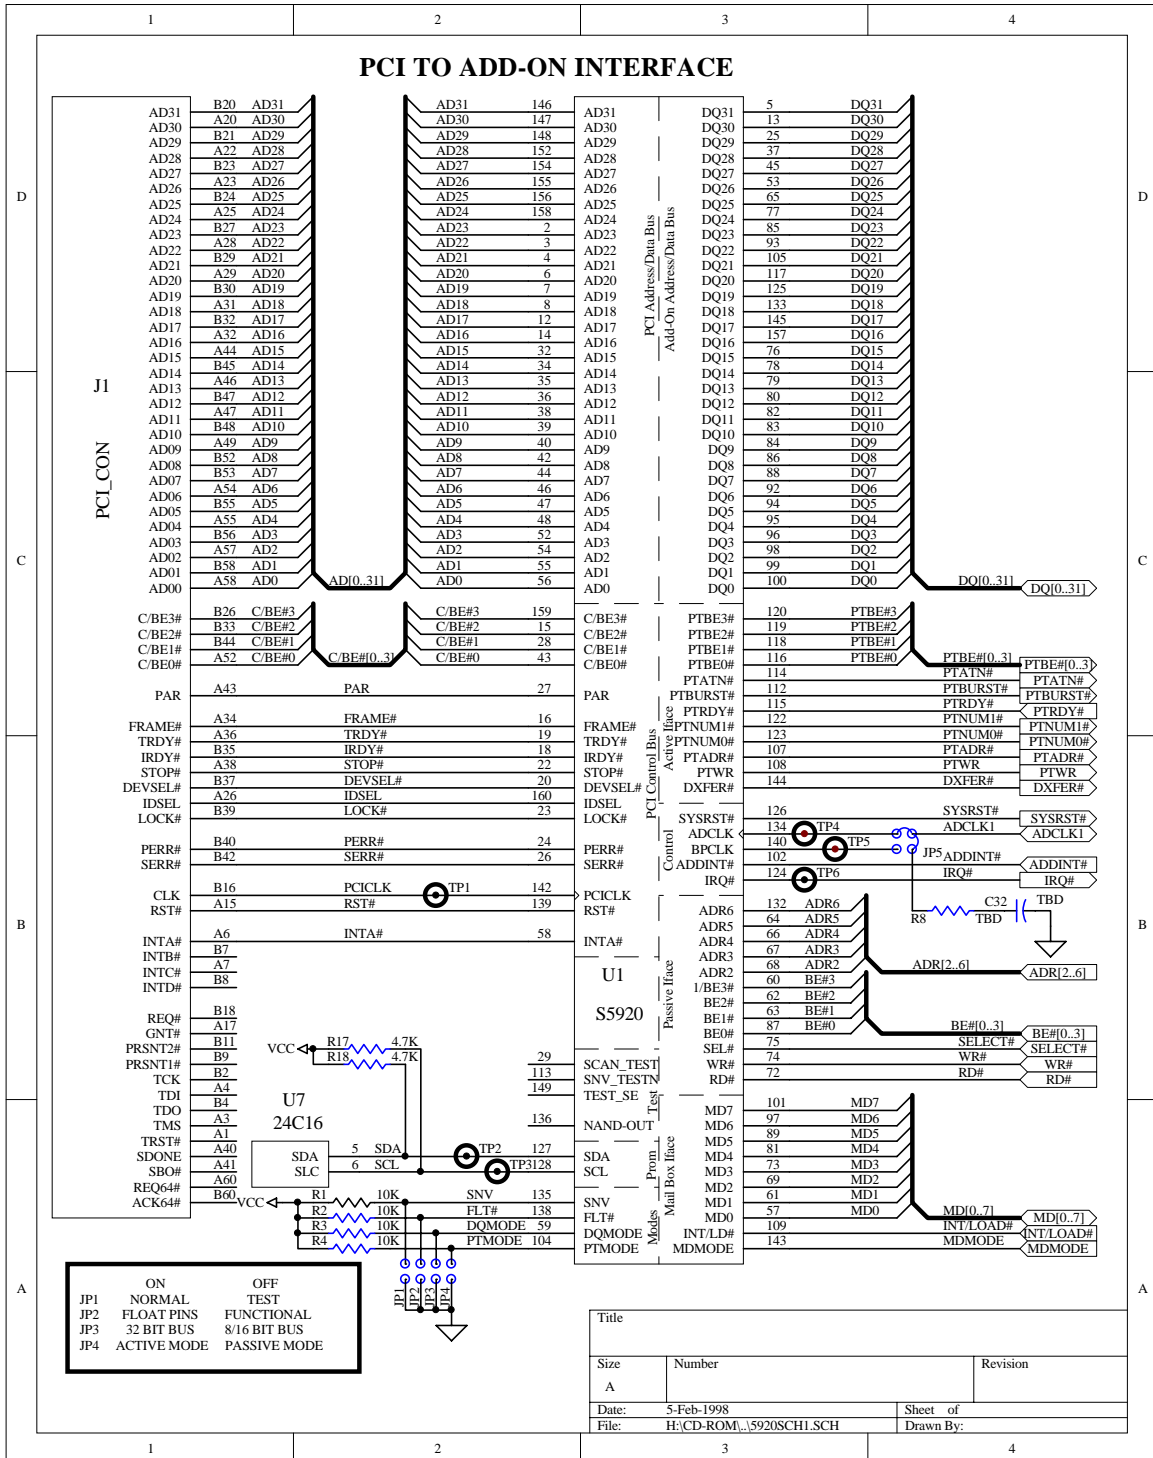 1 2 3 4
PCI TO ADD-ON INTERFACE
AD31 B20 AD31 AD31 146 AD31 DQ31 5 DQ31
AD30 A20 AD30 AD30 147 AD30 DQ30 13 DQ30
AD29 B21 AD29 AD29 148 AD29 DQ29 25 DQ29
AD28 A22 AD28 AD28 152 AD28 DQ28 37 DQ28
AD27 B23 AD27 AD27 154 AD27 DQ27 45 DQ27
AD26 A23 AD26 AD26 155 AD26 DQ26 53 DQ26
D D
AD25 B24 AD25 AD25 156 AD25 DQ25 65 DQ25
AD24 A25 AD24 AD24 158 AD24 DQ24 77 DQ24
AD23 B27 AD23 AD23 2 AD23 DQ23 85 DQ23
AD22 A28 AD22 AD22 3 AD22 DQ22 93 DQ22
AD21 B29 AD21 AD21 4 AD21 DQ21 105 DQ21
AD20 A29 AD20 AD20 6 AD20 DQ20 117 DQ20
AD19 B30 AD19 AD19 7 AD19 DQ19 125 DQ19
AD18 A31 AD18 AD18 8 AD18 DQ18 133 DQ18
AD17 B32 AD17 AD17 12 AD17 DQ17 145 DQ17
AD16 A32 AD16 AD16 14 AD16 DQ16 157 DQ16
AD15 A44 AD15 AD15 32 AD15 DQ15 76 DQ15
AD14 B45 AD14 AD14 34 AD14 DQ14 78 DQ14
AD13 A46 AD13 AD13 35 AD13 DQ13 79 DQ13
AD12 B47 AD12 AD12 36 AD12 DQ12 80 DQ12
AD11 A47 AD11 AD11 38 AD11 DQ11 82 DQ11
AD10 B48 AD10 AD10 39 AD10 DQ10 83 DQ10
AD09 A49 AD9 AD9 40 AD9 DQ9 84 DQ9
AD08 B52 AD8 AD8 42 AD8 DQ8 86 DQ8
AD07 B53 AD7 AD7 44 AD7 DQ7 88 DQ7
AD06 A54 AD6 AD6 46 AD6 DQ6 92 DQ6
AD05 B55 AD5 AD5 47 AD5 DQ5 94 DQ5
AD04 A55 AD4 AD4 48 AD4 DQ4 95 DQ4
AD03 B56 AD3 AD3 52 AD3 DQ3 96 DQ3
AD02 A57 AD2 AD2 54 AD2 DQ2 98 DQ2
AD01 B58 AD1 AD1 55 AD1 DQ1 99 DQ1
AD00 A58 AD0 AD[0..31] AD0 56 AD0 DQ0 100 DQ0 DQ[0..31] DQ[0..31]
J1
PCI_CON
PCI Address/Data Bus
Add-On Address/Data Bus
C C
C/BE3# B26 C/BE#3 C/BE#3 159 C/BE3# PTBE3# 120 PTBE#3
C/BE2# B33 C/BE#2 C/BE#2 15 C/BE2# PTBE2# 119 PTBE#2
C/BE1# B44 C/BE#1 C/BE#1 28 C/BE1# PTBE1# 118 PTBE#1
C/BE0# A52 C/BE#0 C/BE#[0..3] C/BE#0 43 C/BE0# PTBE0# 116 PTBE#0 PTBE#[0..3] PTBE#[0..3]
PTATN# 114 PTATN# PTATN#
PAR A43 PAR 27 PAR PTBURST# 112 PTBURST# PTBURST#
PTRDY# 115 PTRDY# PTRDY#
FRAME# A34 FRAME# 16 FRAME# PTNUM1# 122 PTNUM1# PTNUM1#
TRDY# A36 TRDY# 19 TRDY# PTNUM0# 123 PTNUM0# PTNUM0#
IRDY# B35 IRDY# 18 IRDY# PTADR# 107 PTADR# PTADR#
STOP# A38 STOP# 22 STOP# PTWR 108 PTWR PTWR
DEVSEL# B37 DEVSEL# 20 DEVSEL# DXFER# 144 DXFER# DXFER#
IDSEL A26 IDSEL 160 IDSEL
LOCK# B39 LOCK# 23 LOCK# SYSRST# 126 SYSRST# SYSRST#
PCI Control Bus
Active Iface
ADCLK 134 TP4 ADCLK1 ADCLK1
PERR# B40 PERR# 24 PERR# BPCLK 140 TP5 JP5
SERR# B42 SERR# 26 SERR# ADDINT# 102 ADDINT# ADDINT#
IRQ# 124 TP6 IRQ# IRQ#
Control
CLK B16 PCICLK TP1 142 PCICLK
RST# A15 RST# 139 RST# ADR6 132 ADR6 R8 TBD C32 TBD
ADR5 64 ADR5
B B
INTA# A6 INTA# 58 INTA# ADR4 66 ADR4
INTB# B7 ADR3 67 ADR3
INTC# A7 ADR2 68 ADR2 ADR[2..6] ADR[2..6]
INTD# B8 1/BE3# 60 BE#3
U1
S5920
BE2# 62 BE#2
REQ# B18 BE1# 63 BE#1
GNT# A17 BE0# 87 BE#0 BE#[0..3] BE#[0..3]
Passive Iface
PRSNT2# B11 VCC R17 4.7K SEL# 75 SELECT# SELECT#
PRSNT1# B9 R18 4.7K 29 SCAN_TEST WR# 74 WR# WR#
TCK B2 113 SNV_TESTN RD# 72 RD# RD#
TDI A4 149 TEST_SE
TDO B4 MD7 101 MD7
TMS A3 136 NAND-OUT MD6 97 MD6
Test
U7
24C16
TRST# A1 MD5 89 MD5
SDONE A40 SDA 5 SDA TP2 127 SDA MD4 81 MD4
SBO# A41 SLC 6 SCL TP3 128 SCL MD3 73 MD3
REQ64# A60 MD2 69 MD2
ACK64# B60 VCC R1 10K SNV 135 SNV MD1 61 MD1
R2 10K FLT# 138 FLT# MD0 57 MD0 MD[0..7] MD[0..7]
R3 10K DQMODE 59 DQMODE INT/LD# 109 INT/LOAD# INT/LOAD#
R4 10K PTMODE 104 PTMODE MDMODE 143 MDMODE MDMODE
Prom
Mail Box Iface
Modes
JP1 JP2 JP3 JP4
A A
ON OFF
JP1 NORMAL TEST
JP2 FLOAT PINS FUNCTIONAL
JP3 32 BIT BUS 8/16 BIT BUS
JP4 ACTIVE MODE PASSIVE MODE
Title
Size Number Revision
A
Date: 5-Feb-1998 Sheet of
File: H:\CD-ROM\..\5920SCH1.SCH Drawn By:
1 2 3 4